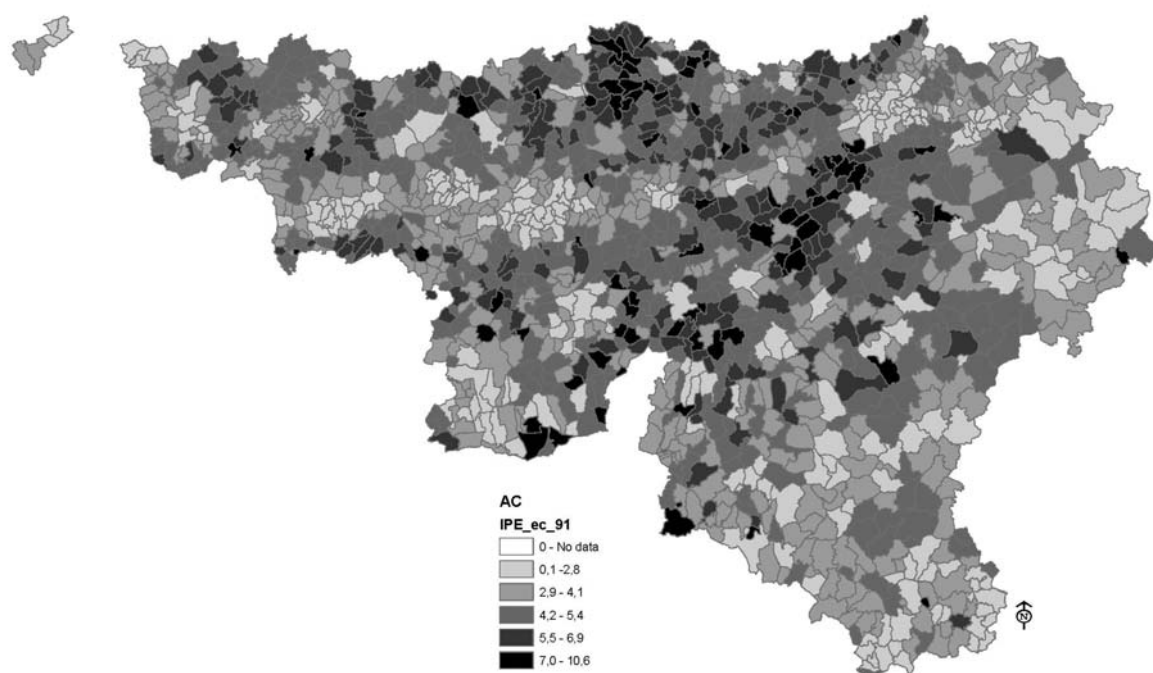 AC
IPE_ec_91
0 - No data
0,1 -2,8
2,9 - 4,1
4,2 - 5,4
5,5 - 6,9
7,0 - 10,6
N